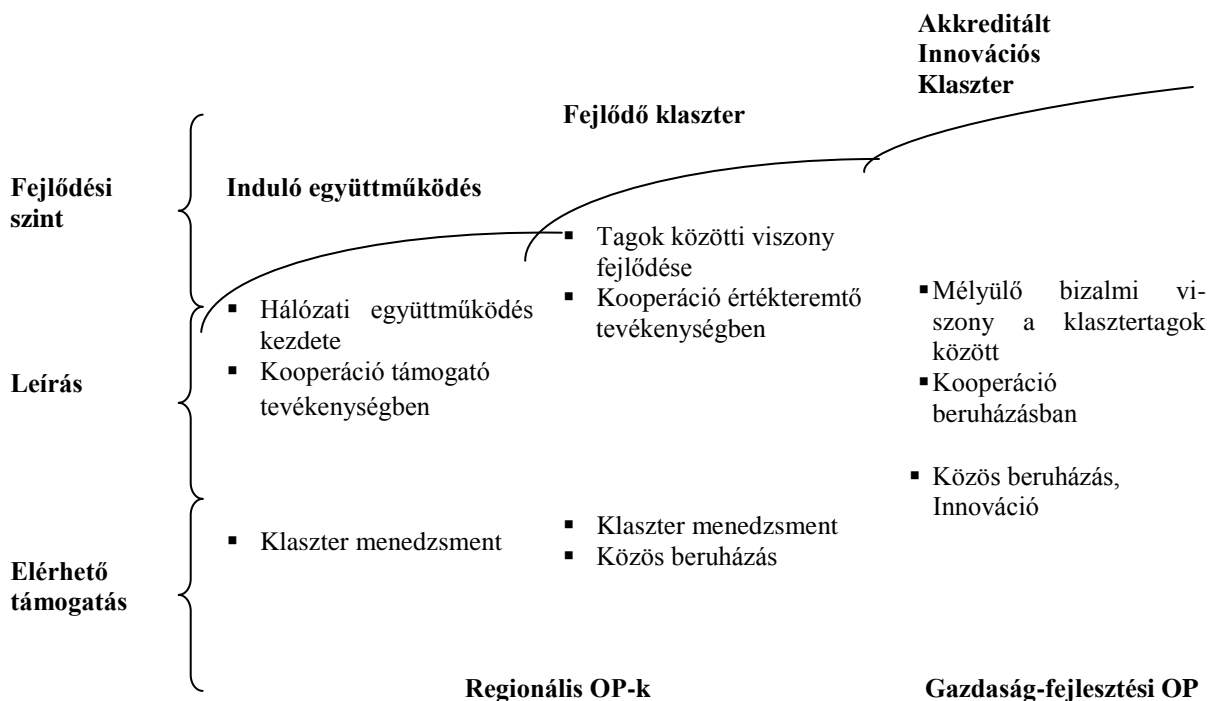 Akkreditált
Innovációs
Klaszter
Fejlődő klaszter
Fejlődési
szint
Induló együttműködés
▪ Tagok közötti viszony
fejlődése
▪ Kooperáció értékteremtő
tevékenységben
▪ Hálózati együttműködés
kezdete
▪ Kooperáció támogató
tevékenységben
▪ Mélyülő bizalmi vi-
szony a klasztertagok
között
▪ Kooperáció
beruházásban
Leírás
▪ Közös beruházás,
Innováció
▪ Klaszter menedzsment
▪ Klaszter menedzsment
▪ Közös beruházás
Elérhető
támogatás
Regionális OP-k
Gazdaság-fejlesztési OP